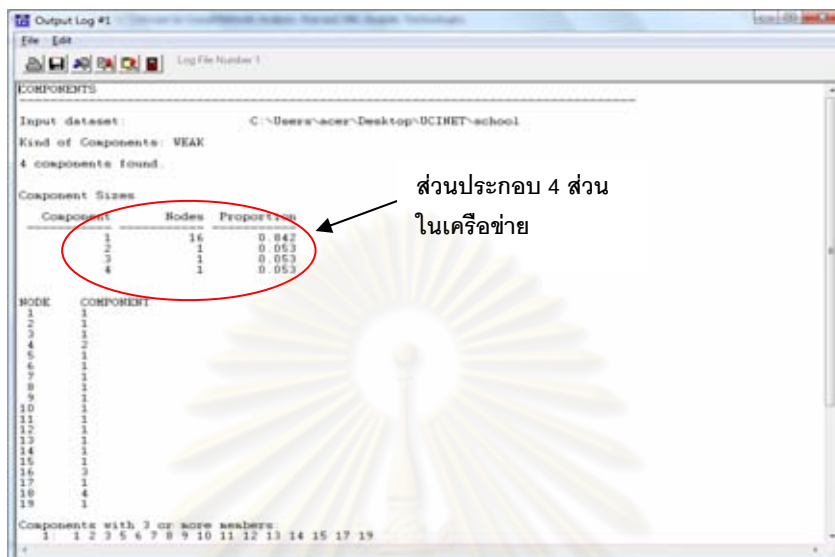 Output Log #1
File Edit
Log File Number 1
COMPONENTS
Input dataset: C:\Users\acer\Desktop\UCINET\school
Kind of Components: WEAK
4 components found.
Component Sizes
Component Nodes Proportion
1 16 0.842
2 1 0.053
3 1 0.053
4 1 0.053
ส่วนประกอบ 4 ส่วน
ในเครือข่าย
NODE COMPONENT
1 1
2 1
3 1
4 2
5 1
6 1
7 1
8 1
9 1
10 1
11 1
12 1
13 1
14 1
15 1
16 3
17 1
18 4
19 1
Components with 3 or more members
1: 1 2 3 5 6 7 8 9 10 11 12 13 14 15 17 19